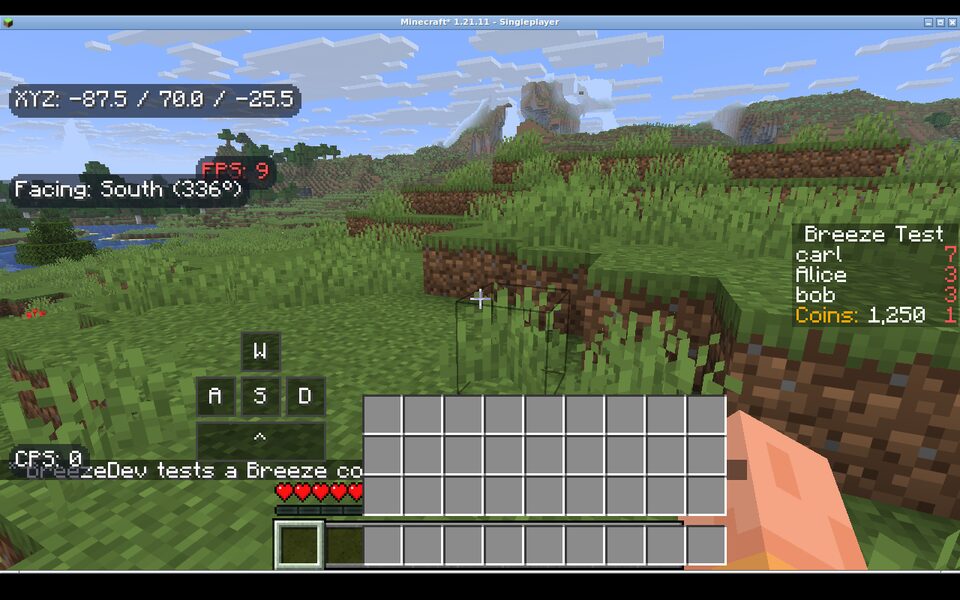 Minecraft* 1.21.11 - Singleplayer
XYZ: -87.5 / 70.0 / -25.5
FPS: 9
Facing: South (336°)
Breeze Test
carl 7
Alice 3
bob 3
Coins: 1,250 1
W
A S D
^
CPS: 0
BreezeDev tests a Breeze co